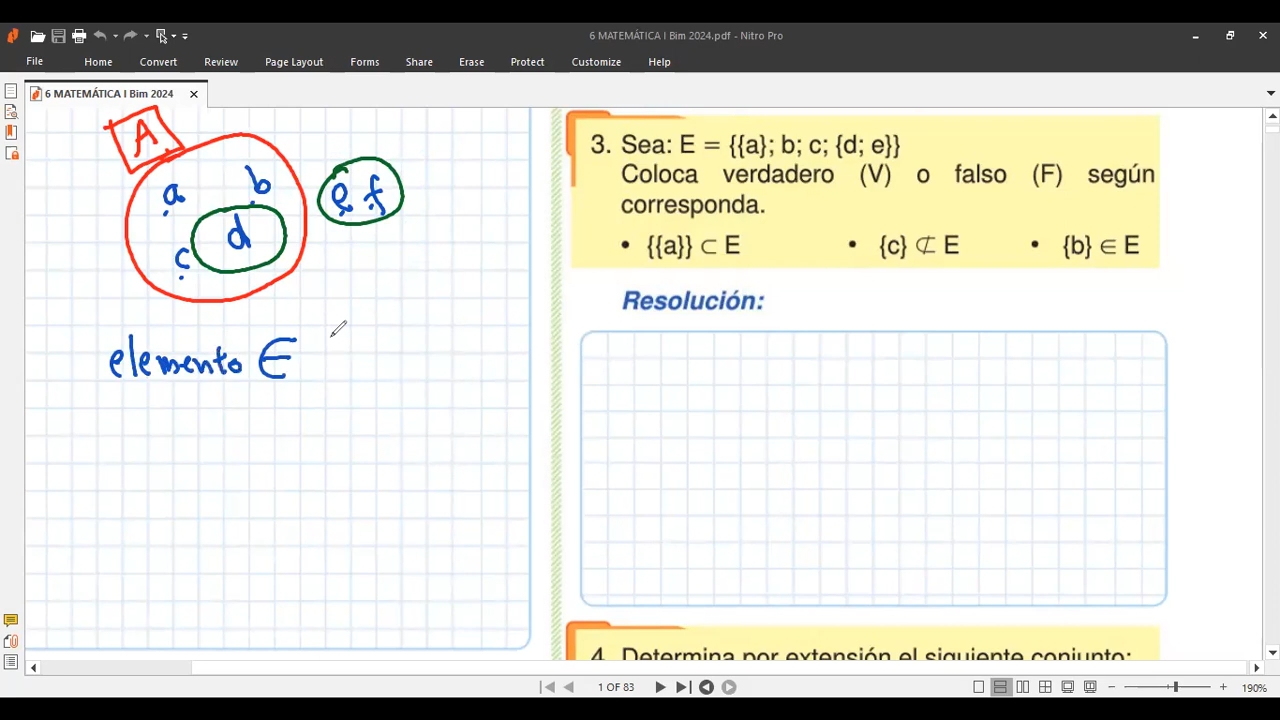 6 MATEMÁTICA I Bim 2024.pdf - Nitro Pro
File Home Convert Review Page Layout Forms Share Erase Protect Customize Help
6 MATEMÁTICA I Bim 2024
A
a b
c d
e f
elemento ∈
3. Sea: E = {{a}; b; c; {d; e}}
Coloca verdadero (V) o falso (F) según
corresponda.
• {{a}} ⊂ E • {c} ⊄ E • {b} ∈ E
Resolución:
4. Determina por extensión el siguiente conjunto:
1 OF 83
190%